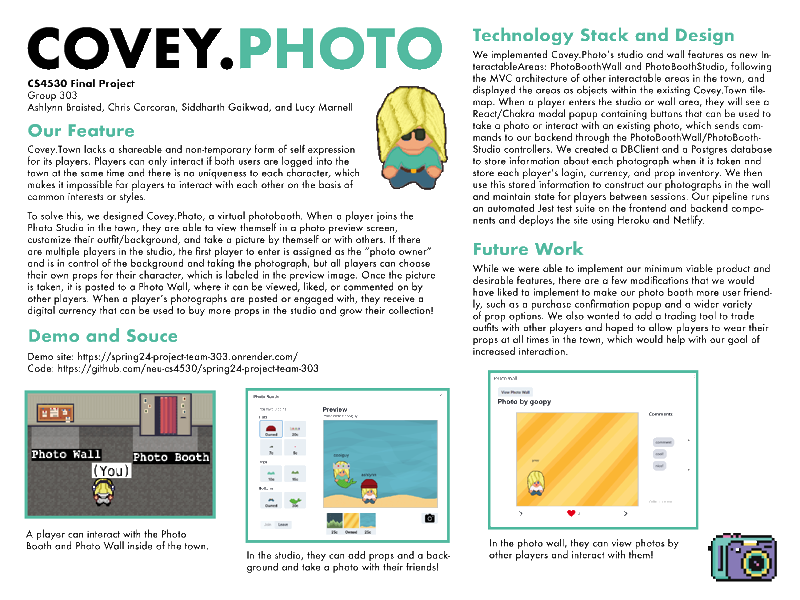 COVEY.PHOTO
CS4530 Final Project
Group 303
Ashlynn Braisted, Chris Corcoran, Siddharth Gaikwad, and Lucy Marnell
Our Feature
Covey.Town lacks a shareable and non-temporary form of self expression
for its players. Players can only interact if both users are logged into the
town at the same time and there is no uniqueness to each character, which
makes it impossible for players to interact with each other on the basis of
common interests or styles.
To solve this, we designed Covey.Photo, a virtual photobooth. When a player joins the
Photo Studio in the town, they are able to view themselves in a photo preview screen,
customize their outfit/background, and take a picture by themself or with others. If there
are multiple players in the studio, the first player to enter is assigned as the “photo owner”
and is in control of the background and taking the photograph, but all players can choose
their own props for their character, which is labeled in the preview image. Once the picture
is taken, it is posted to a Photo Wall, where it can be viewed, liked, or commented on by
other players. When a player’s photographs are posted or engaged with, they receive a
digital currency that can be used to buy more props in the studio and grow their collection!
Demo and Souce
Demo site: https://spring24-project-team-303.onrender.com/
Code: https://github.com/neu-cs4530/spring24-project-team-303
Photo Wall
Photo Booth
(You)
A player can interact with the Photo
Booth and Photo Wall inside of the town.
Preview
Owned
Owned
25c
25c
Owned
In the studio, they can add props and a back-
ground and take a photo with their friends!
Technology Stack and Design
We implemented Covey.Photo’s studio and wall features as new In-
teractableAreas: PhotoBoothWall and PhotoBoothStudio, following
the MVC architecture of other interactable areas in the town, and
displayed the areas as objects within the existing Covey.Town tile-
map. When a player enters the studio or wall area, they will see a
React/Chakra modal popup containing buttons that can be used to
take a photo or interact with an existing photo, which sends com-
mands to our backend through the PhotoBoothWall/PhotoBooth-
Studio controllers. We created a DBClient and a Postgres database
to store information about each photograph when it is taken and
store each player’s login, currency, and prop inventory. We then
use this stored information to construct our photographs in the wall
and maintain state for players between sessions. Our pipeline runs
an automated Jest test suite on the frontend and backend compo-
nents and deploys the site using Heroku and Netlify.
Future Work
While we were able to implement our minimum viable product and
desirable features, there are a few modifications that we would
have liked to implement to make our photo booth more user friend-
ly, such as a purchase confirmation popup and a wider variety
of prop options. We also wanted to add a trading tool to trade
outfits with other players and hoped to allow players to wear their
props at all times in the town, which would help with our goal of
increased interaction.
View Photo Wall
Photo by goopy
Comments
In the photo wall, they can view photos by
other players and interact with them!